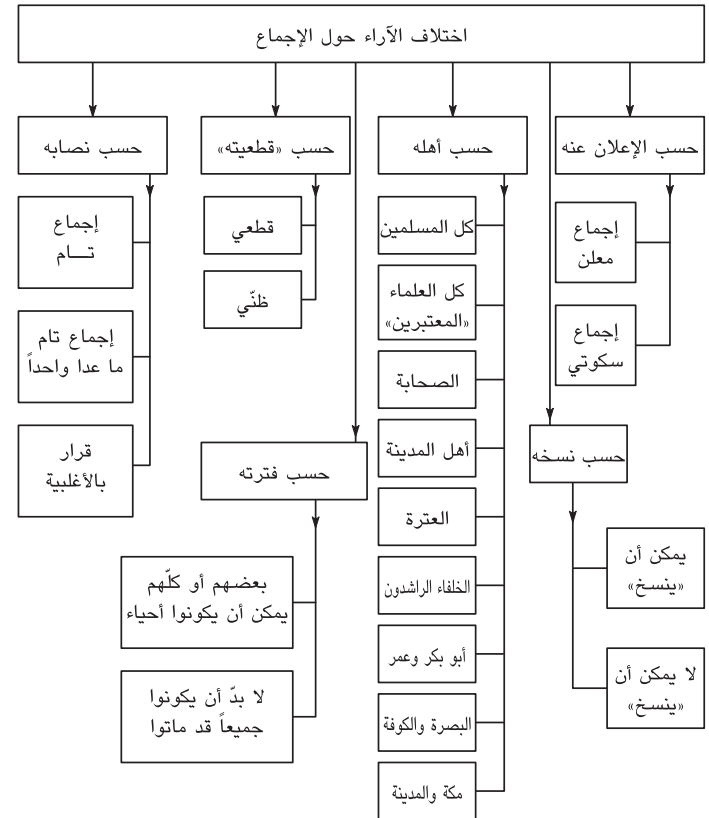 اختلاف الآراء حول الإجماع
حسب الإعلان عنه
إجماع
معلن
إجماع
سكوتي
حسب نسخه
يمكن أن
«ينسخ»
لا يمكن أن
«ينسخ»
حسب أهله
كل المسلمين
كل العلماء
«المعتبرين»
الصحابة
أهل المدينة
العترة
الخلفاء الراشدون
أبو بكر وعمر
البصرة والكوفة
مكة والمدينة
حسب فترته
بعضهم أو كلّهم
يمكن أن يكونوا أحياء
لا بدّ أن يكونوا
جميعاً قد ماتوا
حسب «قطعيته»
قطعي
ظنّي
حسب نصابه
إجماع
تـــام
إجماع تام
ما عدا واحداً
قرار
بالأغلبية